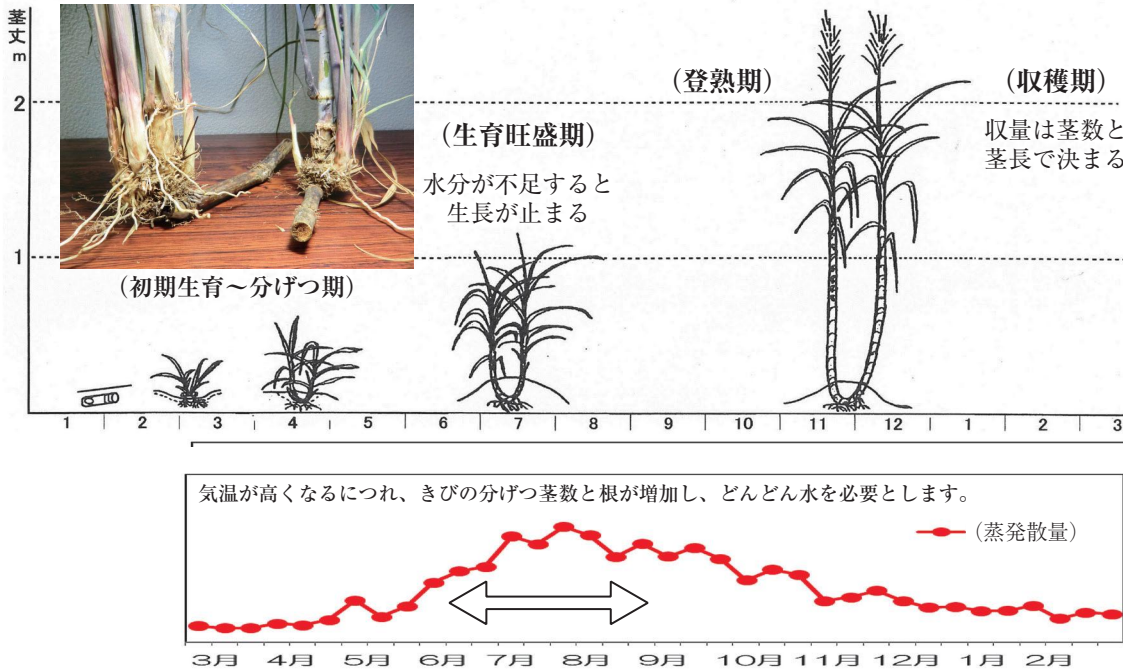 茎丈m
2
1
(初期生育～分げつ期)
(生育旺盛期)
水分が不足すると
生長が止まる
(登熟期)
(収穫期)
収量は茎数と
茎長で決まる
1 2 3 4 5 6 7 8 9 10 11 12 1 2 3
気温が高くなるにつれ、きびの分げつ茎数と根が増加し、どんどん水を必要とします。
(蒸発散量)
3月 4月 5月 6月 7月 8月 9月 10月 11月 12月 1月 2月